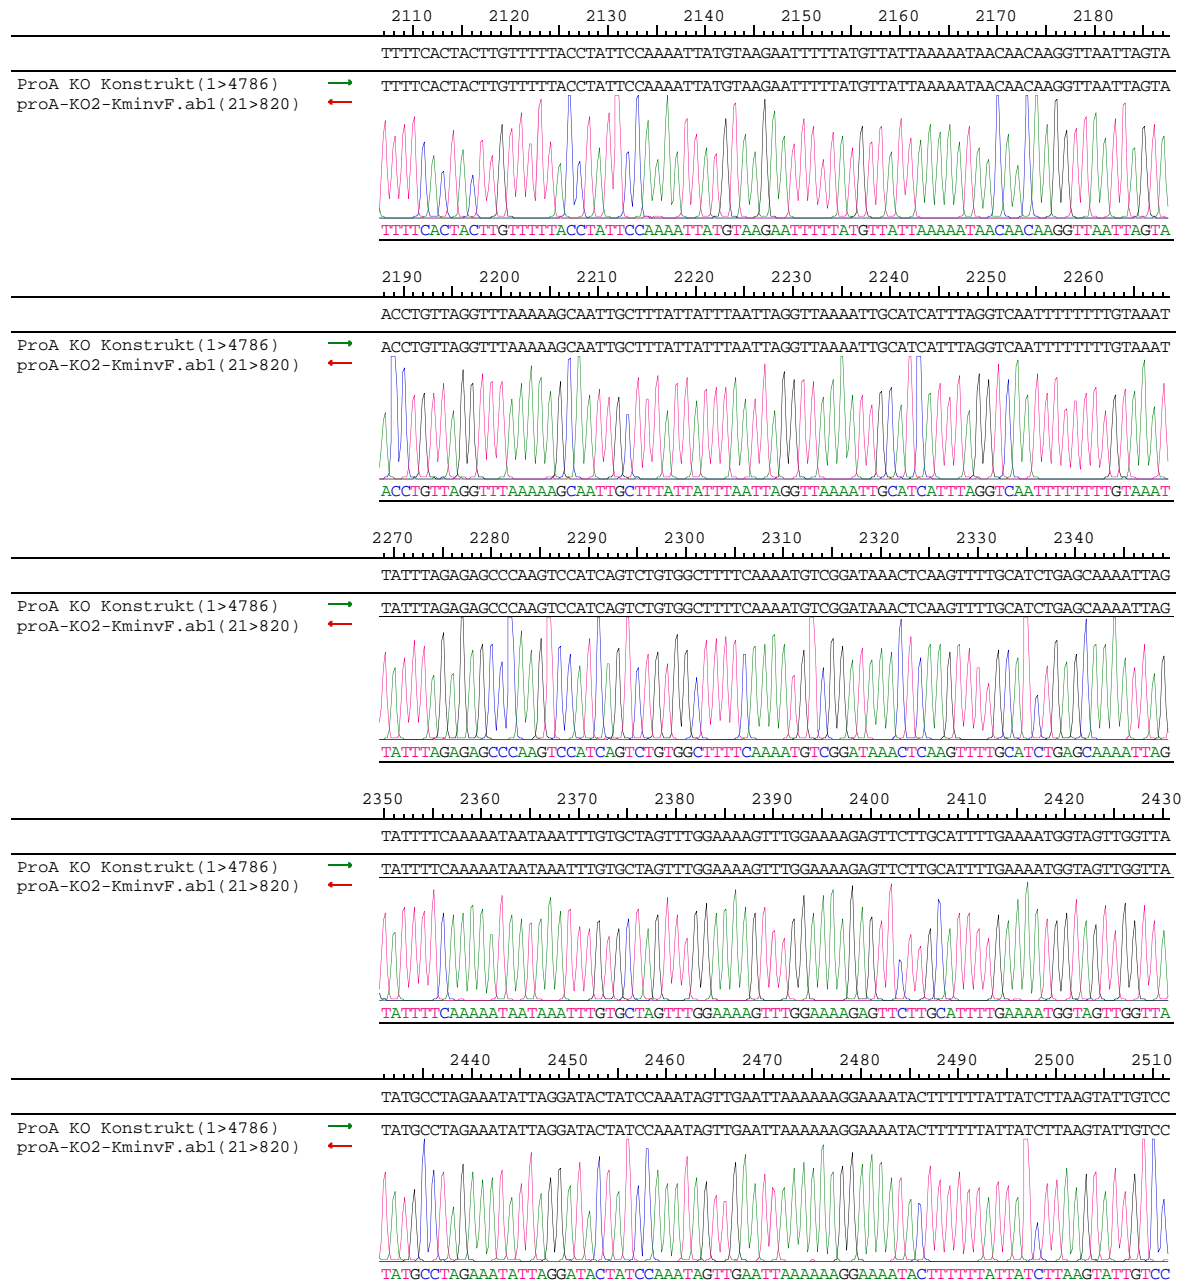 2110 2120 2130 2140 2150 2160 2170 2180
TTTTCACTACTTGTTTTTACCTATTCCAAAATTATGTAAGAATTTTTATGTTATTAAAAATAACAACAAGGTTAATTAGTA
ProA KO Konstrukt(1>4786) → TTTTCACTACTTGTTTTTACCTATTCCAAAATTATGTAAGAATTTTTATGTTATTAAAAATAACAACAAGGTTAATTAGTA
proA-KO2-KminvF.ab1(21>820) ←
TTTTCACTACTTGTTTTTACCTATTCCAAAATTATGTAAGAATTTTTATGTTATTAAAAATAACAACAAGGTTAATTAGTA
2190 2200 2210 2220 2230 2240 2250 2260
ACCTGTTAGGTTTAAAAAGCAATTGCTTTATTATTTAATTAGGTTAAAATTGCATCATTTAGGTCAATTTTTTTTGTAAAT
ProA KO Konstrukt(1>4786) → ACCTGTTAGGTTTAAAAAGCAATTGCTTTATTATTTAATTAGGTTAAAATTGCATCATTTAGGTCAATTTTTTTTGTAAAT
proA-KO2-KminvF.ab1(21>820) ←
ACCTGTTAGGTTTAAAAAGCAATTGCTTTATTATTTAATTAGGTTAAAATTGCATCATTTAGGTCAATTTTTTTTGTAAAT
2270 2280 2290 2300 2310 2320 2330 2340
TATTTAGAGAGCCCAAGTCCATCAGTCTGTGGCTTTTCAAAATGTCGGATAAACTCAAGTTTTGCATCTGAGCAAAATTAG
ProA KO Konstrukt(1>4786) → TATTTAGAGAGCCCAAGTCCATCAGTCTGTGGCTTTTCAAAATGTCGGATAAACTCAAGTTTTGCATCTGAGCAAAATTAG
proA-KO2-KminvF.ab1(21>820) ←
TATTTAGAGAGCCCAAGTCCATCAGTCTGTGGCTTTTCAAAATGTCGGATAAACTCAAGTTTTGCATCTGAGCAAAATTAG
2350 2360 2370 2380 2390 2400 2410 2420 2430
TATTTTCAAAAATAATAAATTTGTGCTAGTTTGGAAAAGTTTGGAAAAGAGTTCTTGCATTTTGAAAATGGTAGTTGGTTA
ProA KO Konstrukt(1>4786) → TATTTTCAAAAATAATAAATTTGTGCTAGTTTGGAAAAGTTTGGAAAAGAGTTCTTGCATTTTGAAAATGGTAGTTGGTTA
proA-KO2-KminvF.ab1(21>820) ←
TATTTTCAAAAATAATAAATTTGTGCTAGTTTGGAAAAGTTTGGAAAAGAGTTCTTGCATTTTGAAAATGGTAGTTGGTTA
2440 2450 2460 2470 2480 2490 2500 2510
TATGCCTAGAAATATTAGGATACTATCCAAATAGTTGAATTAAAAAAGGAAAATACTTTTTTATTATCTTAAGTATTGTCC
ProA KO Konstrukt(1>4786) → TATGCCTAGAAATATTAGGATACTATCCAAATAGTTGAATTAAAAAAGGAAAATACTTTTTTATTATCTTAAGTATTGTCC
proA-KO2-KminvF.ab1(21>820) ←
TATGCCTAGAAATATTAGGATACTATCCAAATAGTTGAATTAAAAAAGGAAAATACTTTTTTATTATCTTAAGTATTGTCC